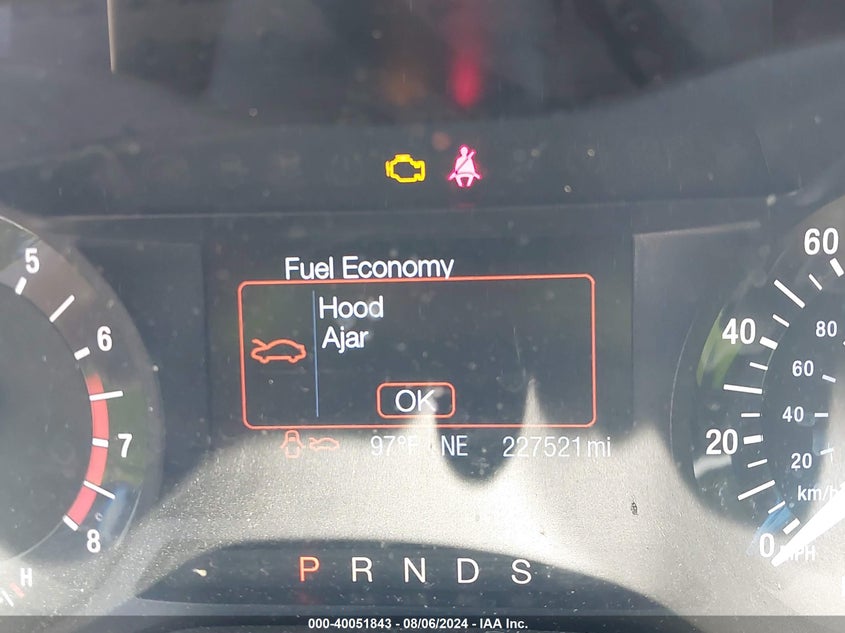 Fuel Economy
Hood
Ajar
OK
97°F NE 227521 mi
5
6
7
8
H
60
40
20
0
80
60
40
20
km/h
MPH
P R N D S
000-40051843 - 08/06/2024 - IAA Inc.